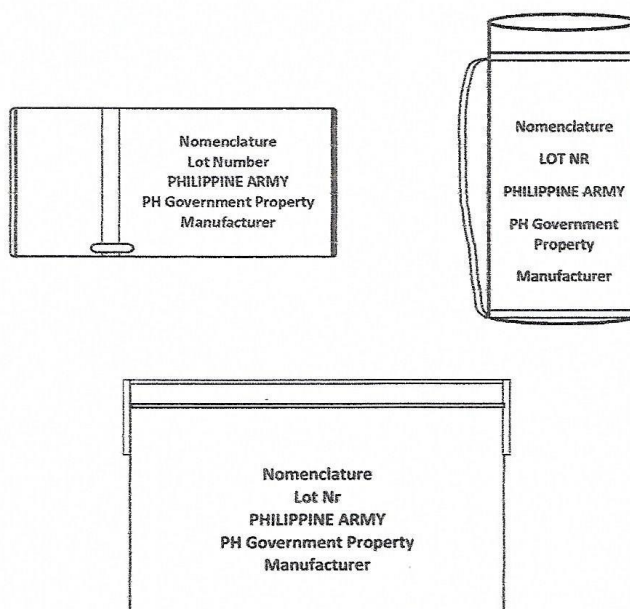 Nomenclature
Lot Number
PHILIPPINE ARMY
PH Government Property
Manufacturer
Nomenclature
LOT NR
PHILIPPINE ARMY
PH Government
Property
Manufacturer
Nomenclature
Lot Nr
PHILIPPINE ARMY
PH Government Property
Manufacturer